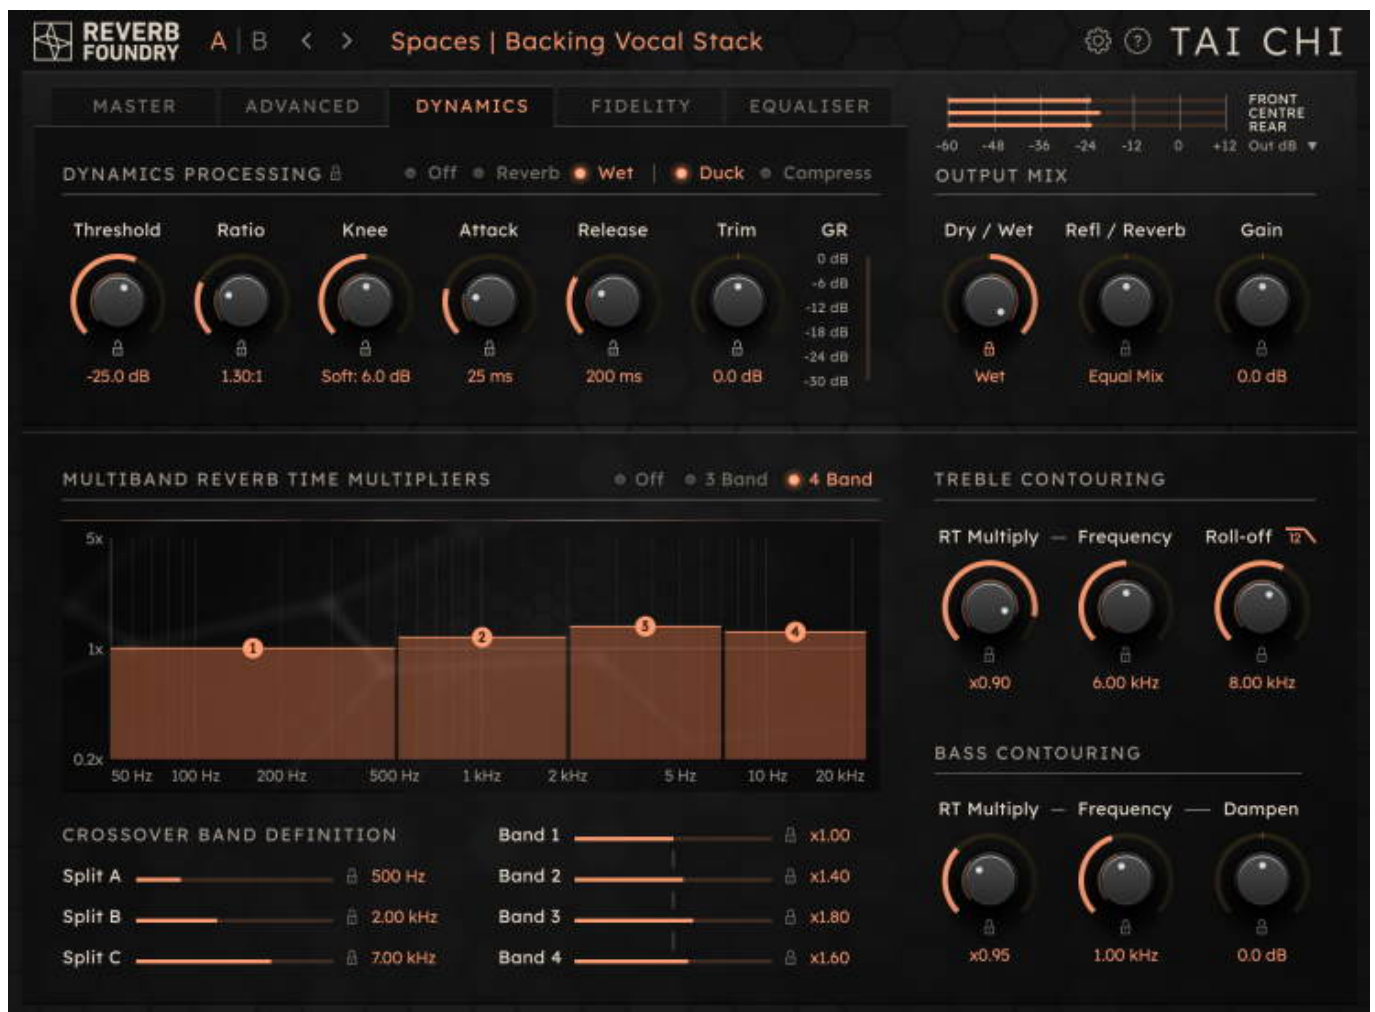 REVERB FOUNDRY A | B < > Spaces | Backing Vocal Stack ? TAI CHI
MASTER ADVANCED DYNAMICS FIDELITY EQUALISER
FRONT
CENTRE
REAR
-60 -48 -36 -24 -12 0 +12 Out dB ▼
DYNAMICS PROCESSING Off Reverb Wet | Duck Compress
Threshold Ratio Knee Attack Release Trim GR
0 dB
-6 dB
-12 dB
-18 dB
-24 dB
-30 dB
-25.0 dB 1.30:1 Soft: 6.0 dB 25 ms 200 ms 0.0 dB
OUTPUT MIX
Dry / Wet Refl / Reverb Gain
Wet Equal Mix 0.0 dB
MULTIBAND REVERB TIME MULTIPLIERS Off 3 Band 4 Band
5x
1x
0.2x
1 2 3 4
50 Hz 100 Hz 200 Hz 500 Hz 1 kHz 2 kHz 5 Hz 10 Hz 20 kHz
TREBLE CONTOURING
RT Multiply — Frequency Roll-off 12
x0.90 6.00 kHz 8.00 kHz
CROSSOVER BAND DEFINITION
Split A 500 Hz
Split B 2.00 kHz
Split C 7.00 kHz
Band 1 x1.00
Band 2 x1.40
Band 3 x1.80
Band 4 x1.60
BASS CONTOURING
RT Multiply — Frequency — Dampen
x0.95 1.00 kHz 0.0 dB